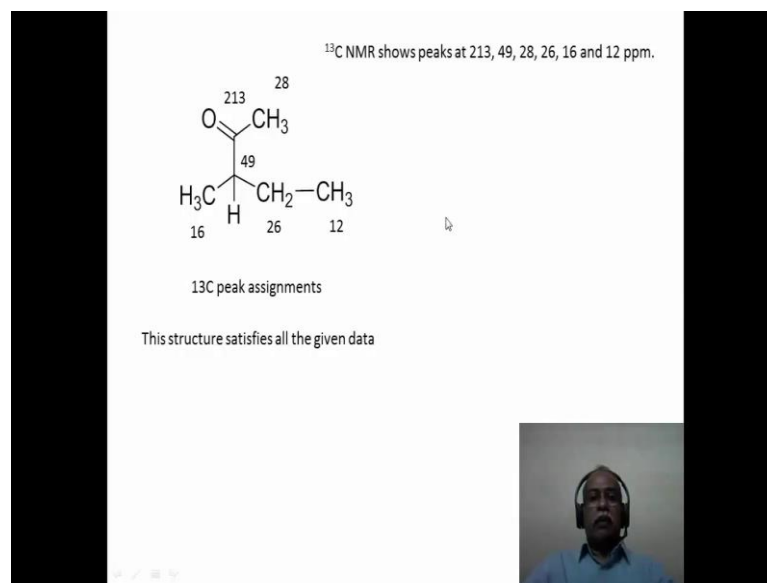 ¹³C NMR shows peaks at 213, 49, 28, 26, 16 and 12 ppm.
28
213
O CH₃
49
H₃C CH₂—CH₃
H
16 26 12
13C peak assignments
This structure satisfies all the given data